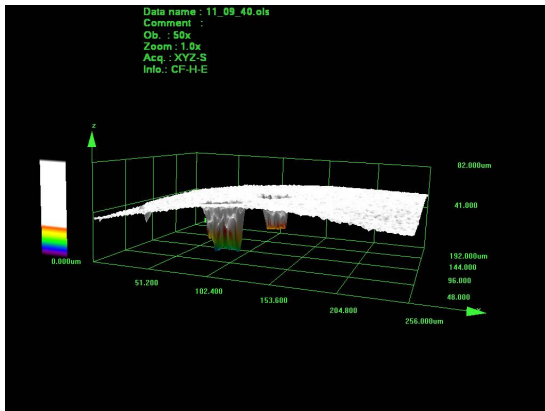 Data name : 11_09_40.ols
Comment :
Ob. : 50x
Zoom : 1.0x
Acq. : XYZ-S
Info.: CF-H-E
z
82.000um
41.000
0.000um
192.000um
144.000
96.000
48.000
51.200
102.400
153.600
204.800
256.000um
x